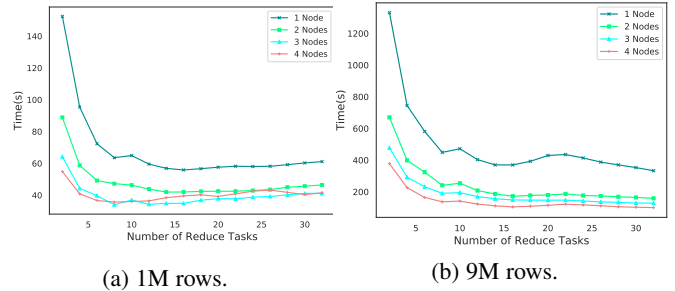 140
120
100
80
60
40
Time(s)
1 Node
2 Nodes
3 Nodes
4 Nodes
5 10 15 20 25 30
Number of Reduce Tasks
(a) 1M rows.
1200
1000
800
600
400
200
Time(s)
1 Node
2 Nodes
3 Nodes
4 Nodes
5 10 15 20 25 30
Number of Reduce Tasks
(b) 9M rows.